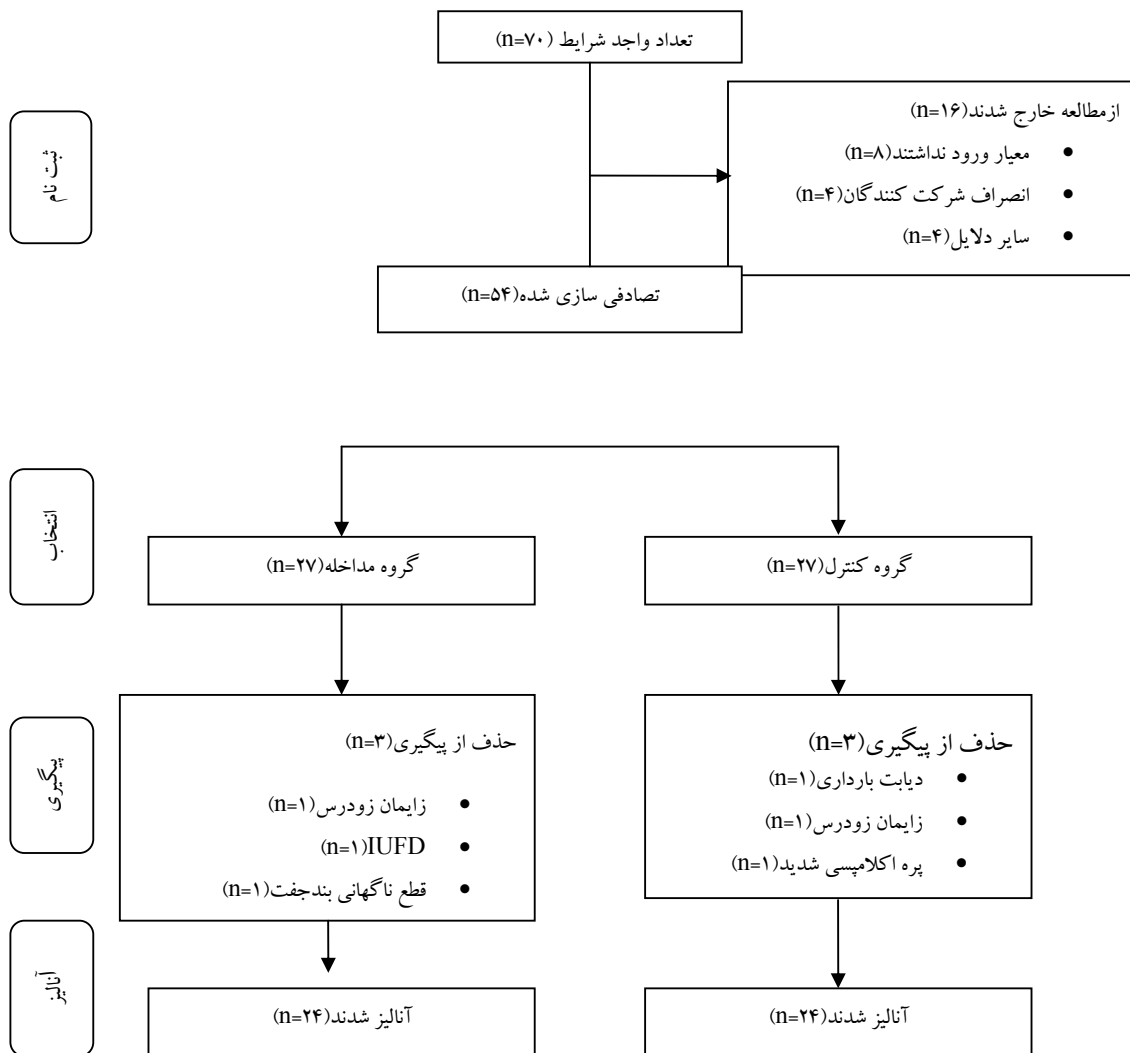 تعداد واجد شرایط (n=۷۰)
ازمطالعه خارج شدند(n=۱۶)
• معیار ورود نداشتند(n=۸)
• انصراف شرکت کنندگان(n=۴)
• سایر دلایل(n=۴)
ثبت نام
تصادفی سازی شده(n=۵۴)
انتخاب
گروه کنترل(n=۲۷)
گروه مداخله(n=۲۷)
پیگیری
حذف از پیگیری(n=۳)
• دیابت بارداری(n=۱)
• زایمان زودرس(n=۱)
• پره اکلامپسی شدید(n=۱)
حذف از پیگیری(n=۳)
• زایمان زودرس(n=۱)
• IUFD(n=۱)
• قطع ناگهانی بندجفت(n=۱)
آنالیز
آنالیز شدند(n=۲۴)
آنالیز شدند(n=۲۴)